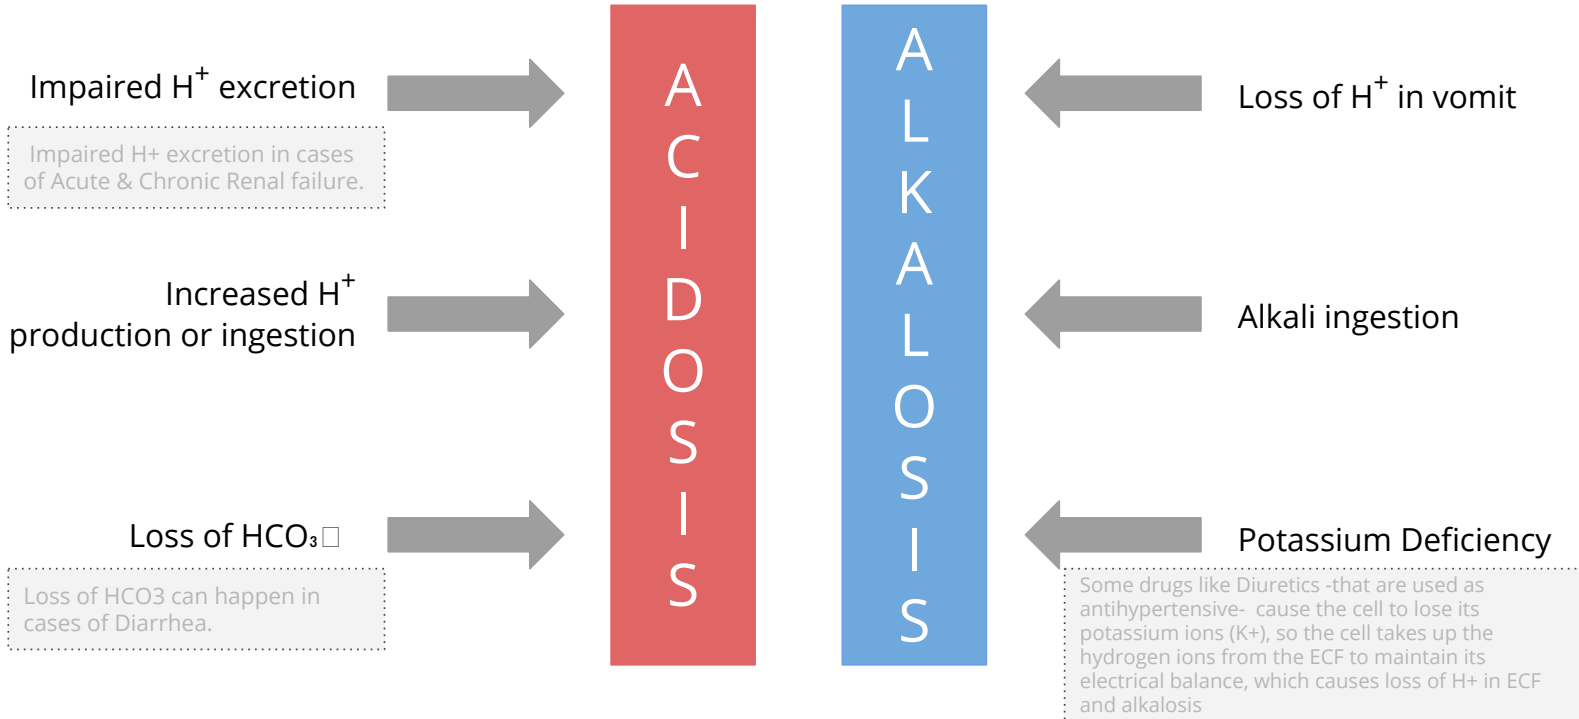 Impaired H⁺ excretion
Impaired H+ excretion in cases
of Acute & Chronic Renal failure.
Increased H⁺
production or ingestion
Loss of HCO₃□
Loss of HCO3 can happen in
cases of Diarrhea.
ACIDOSIS
ALKALOSIS
Loss of H⁺ in vomit
Alkali ingestion
Potassium Deficiency
Some drugs like Diuretics -that are used as
antihypertensive- cause the cell to lose its
potassium ions (K+), so the cell takes up the
hydrogen ions from the ECF to maintain its
electrical balance, which causes loss of H+ in ECF
and alkalosis